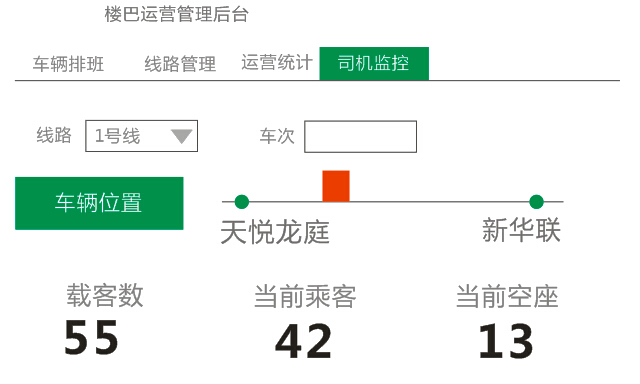 楼巴运营管理后台
车辆排班 线路管理 运营统计 司机监控
线路 1号线 车次
车辆位置
天悦龙庭 新华联
载客数 当前乘客 当前空座
55 42 13